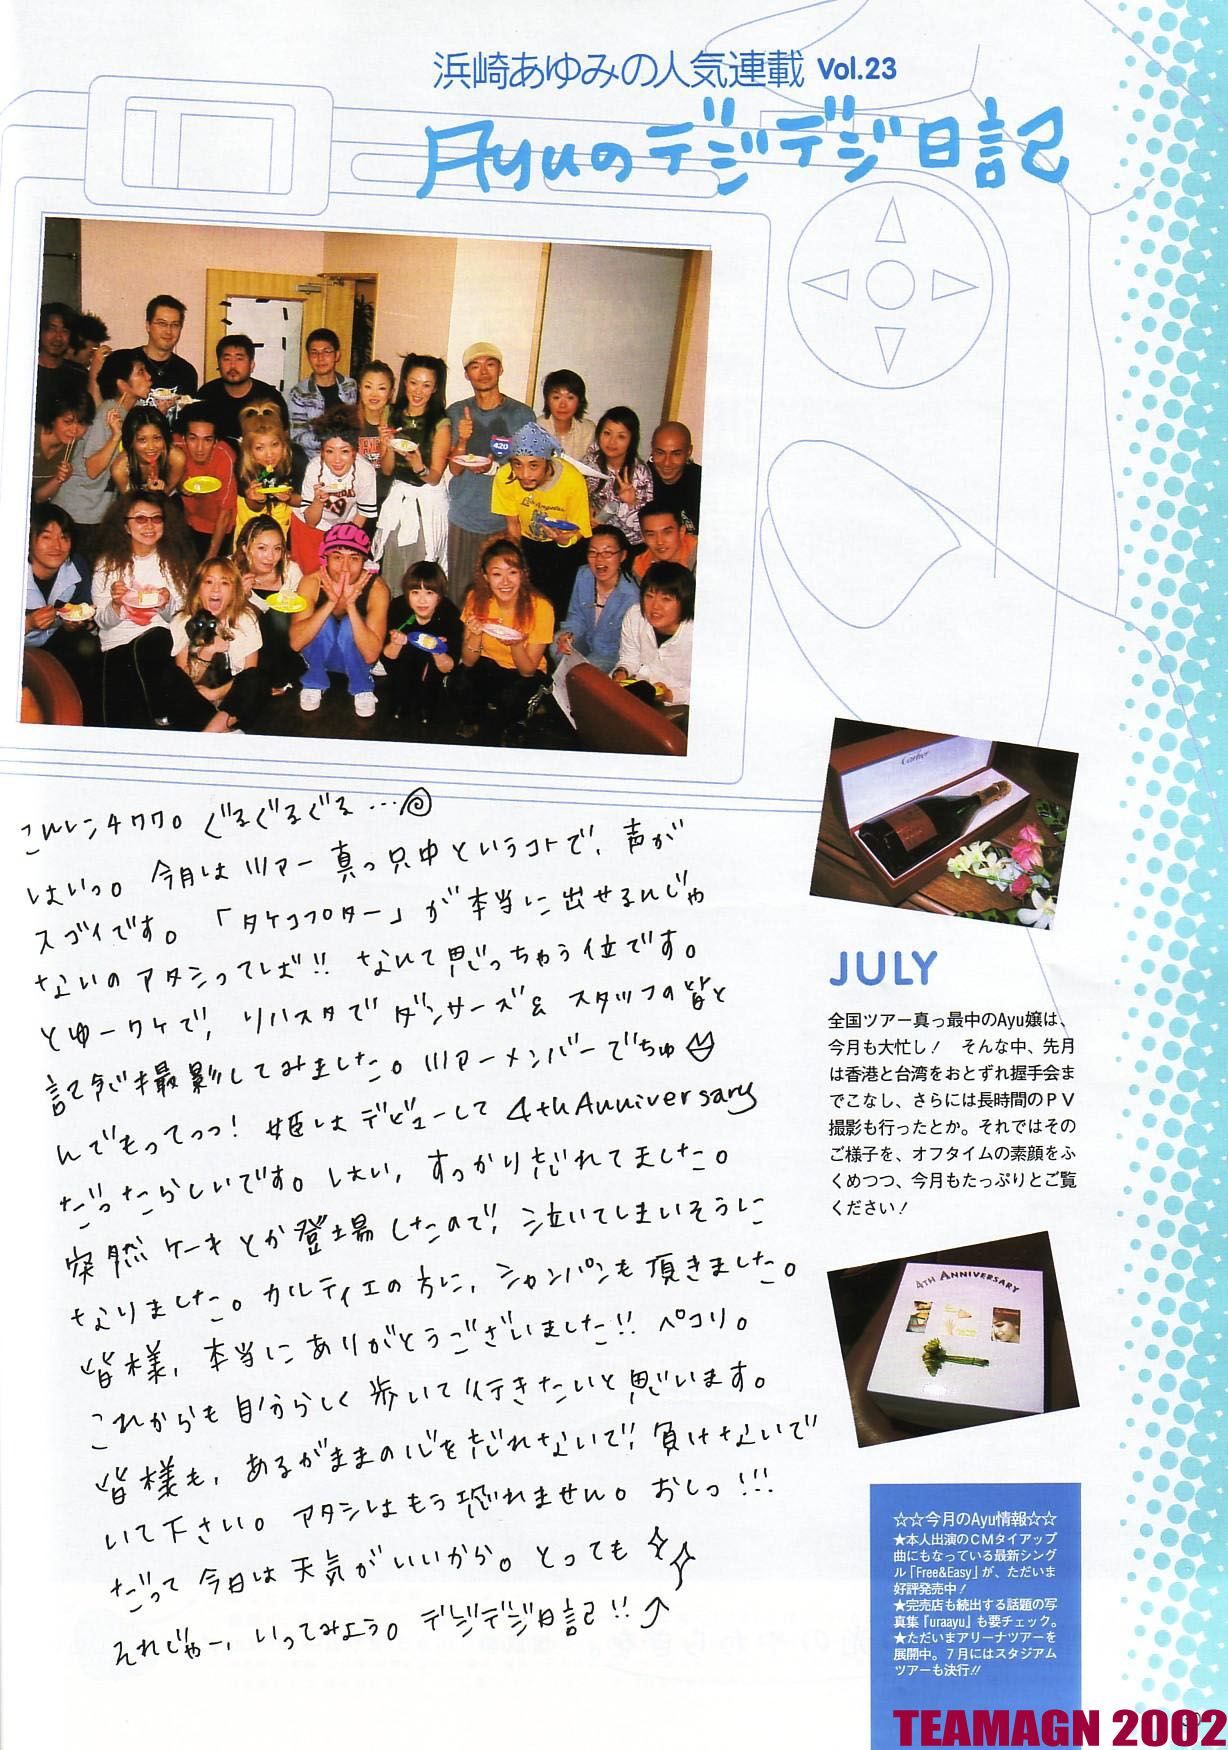 浜崎あゆみの人気連載 Vol.23
Ayuのデジデジ日記
420
Los Angeles
Cartier
こんにチワワ。ぐるぐるぐる…
はいっ。今月はツアー真っ只中というコトで、声が
スゴイです。「タケコプター」が本当に出せるんじゃ
ないのアタシってば!! なんて思っちゃう位です。
とゆーワケで、リハスタでダンサーズ&スタッフの皆と
記念撮影してみました。ツアーメンバーでちゅ
んでもってっっ! 姫はデビューして4th Anniversary
だったらしいです。はい、すっかり忘れてました。
突然ケーキとか登場したので、泣いてしまいそうに
なりました。カルティエの方に、シャンパンも頂きました。
皆様、本当にありがとうございました!! ペコリ。
これからも自分らしく歩いて行きたいと思います。
皆様も、あるがままの心を忘れないで、負けないで
いて下さい。アタシはもう恐れません。おしっ!!!
だって今日は天気がいいから。とっても
それじゃー、いってみよう。デジデジ日記!!
JULY
全国ツアー真っ最中のAyu嬢は、
今月も大忙し! そんな中、先月
は香港と台湾をおとずれ握手会ま
でこなし、さらには長時間のPV
撮影も行ったとか。それではその
ご様子を、オフタイムの素顔をふ
くめつつ、今月もたっぷりとご覧
ください!
4TH ANNIVERSARY
☆☆今月のAyu情報☆☆
★本人出演のCMタイアップ
曲にもなっている最新シング
ル「Free&Easy」が、ただいま
好評発売中!
★完売店も続出する話題の写
真集『uraayu』も要チェック。
★ただいまアリーナツアーを
展開中。7月にはスタジアム
ツアーも決行!!
TEAMAGN 2002